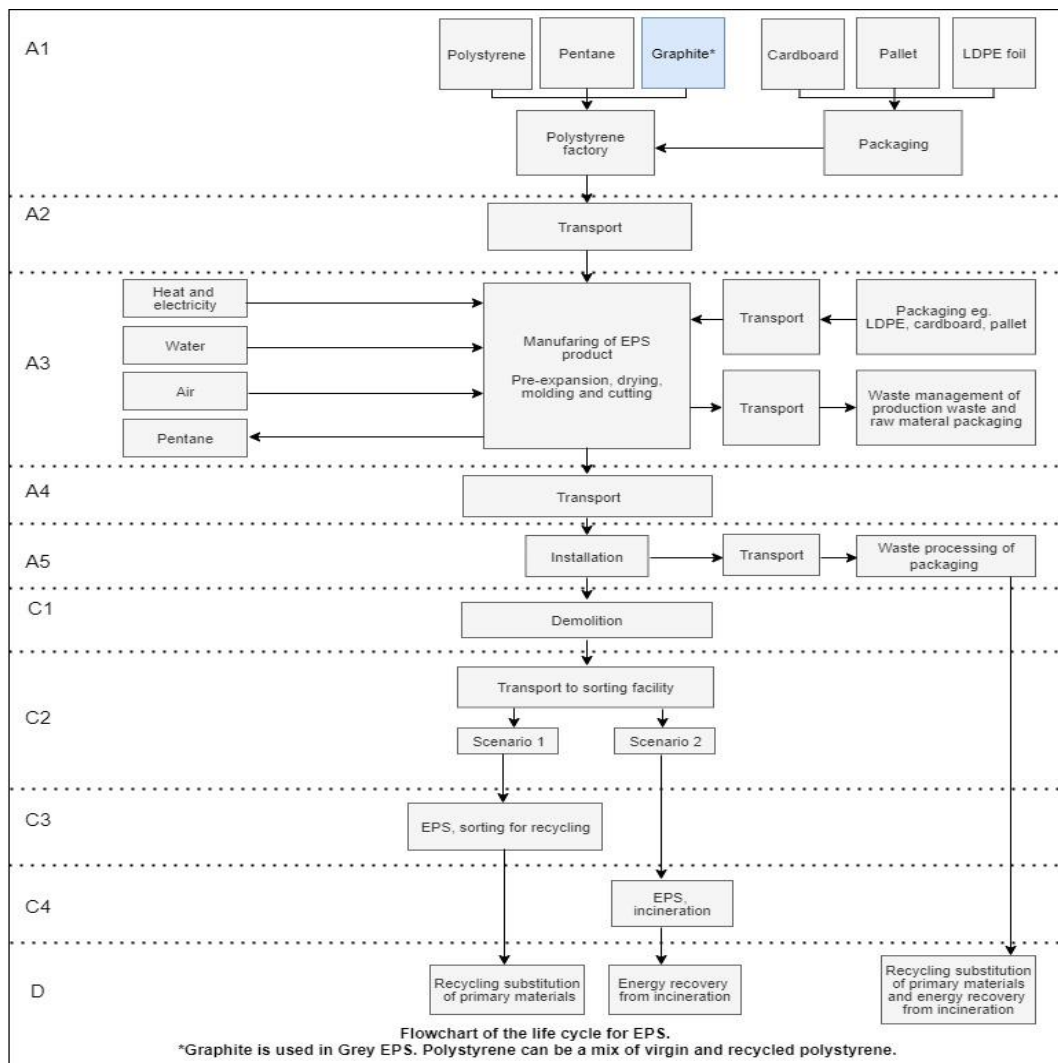 A1
Polystyrene
Pentane
Graphite*
Cardboard
Pallet
LDPE foil
Polystyrene
factory
Packaging
A2
Transport
A3
Heat and
electricity
Water
Air
Pentane
Manufaring of EPS
product
Pre-expansion, drying,
molding and cutting
Transport
Packaging eg.
LDPE, cardboard, pallet
Transport
Waste management of
production waste and
raw materal packaging
A4
Transport
A5
Installation
Transport
Waste processing of
packaging
C1
Demolition
C2
Transport to sorting facility
Scenario 1
Scenario 2
C3
EPS, sorting for recycling
C4
EPS,
incineration
D
Recycling substitution
of primary materials
Energy recovery
from incineration
Recycling substitution
of primary materials
and energy recovery
from incineration
Flowchart of the life cycle for EPS.
*Graphite is used in Grey EPS. Polystyrene can be a mix of virgin and recycled polystyrene.